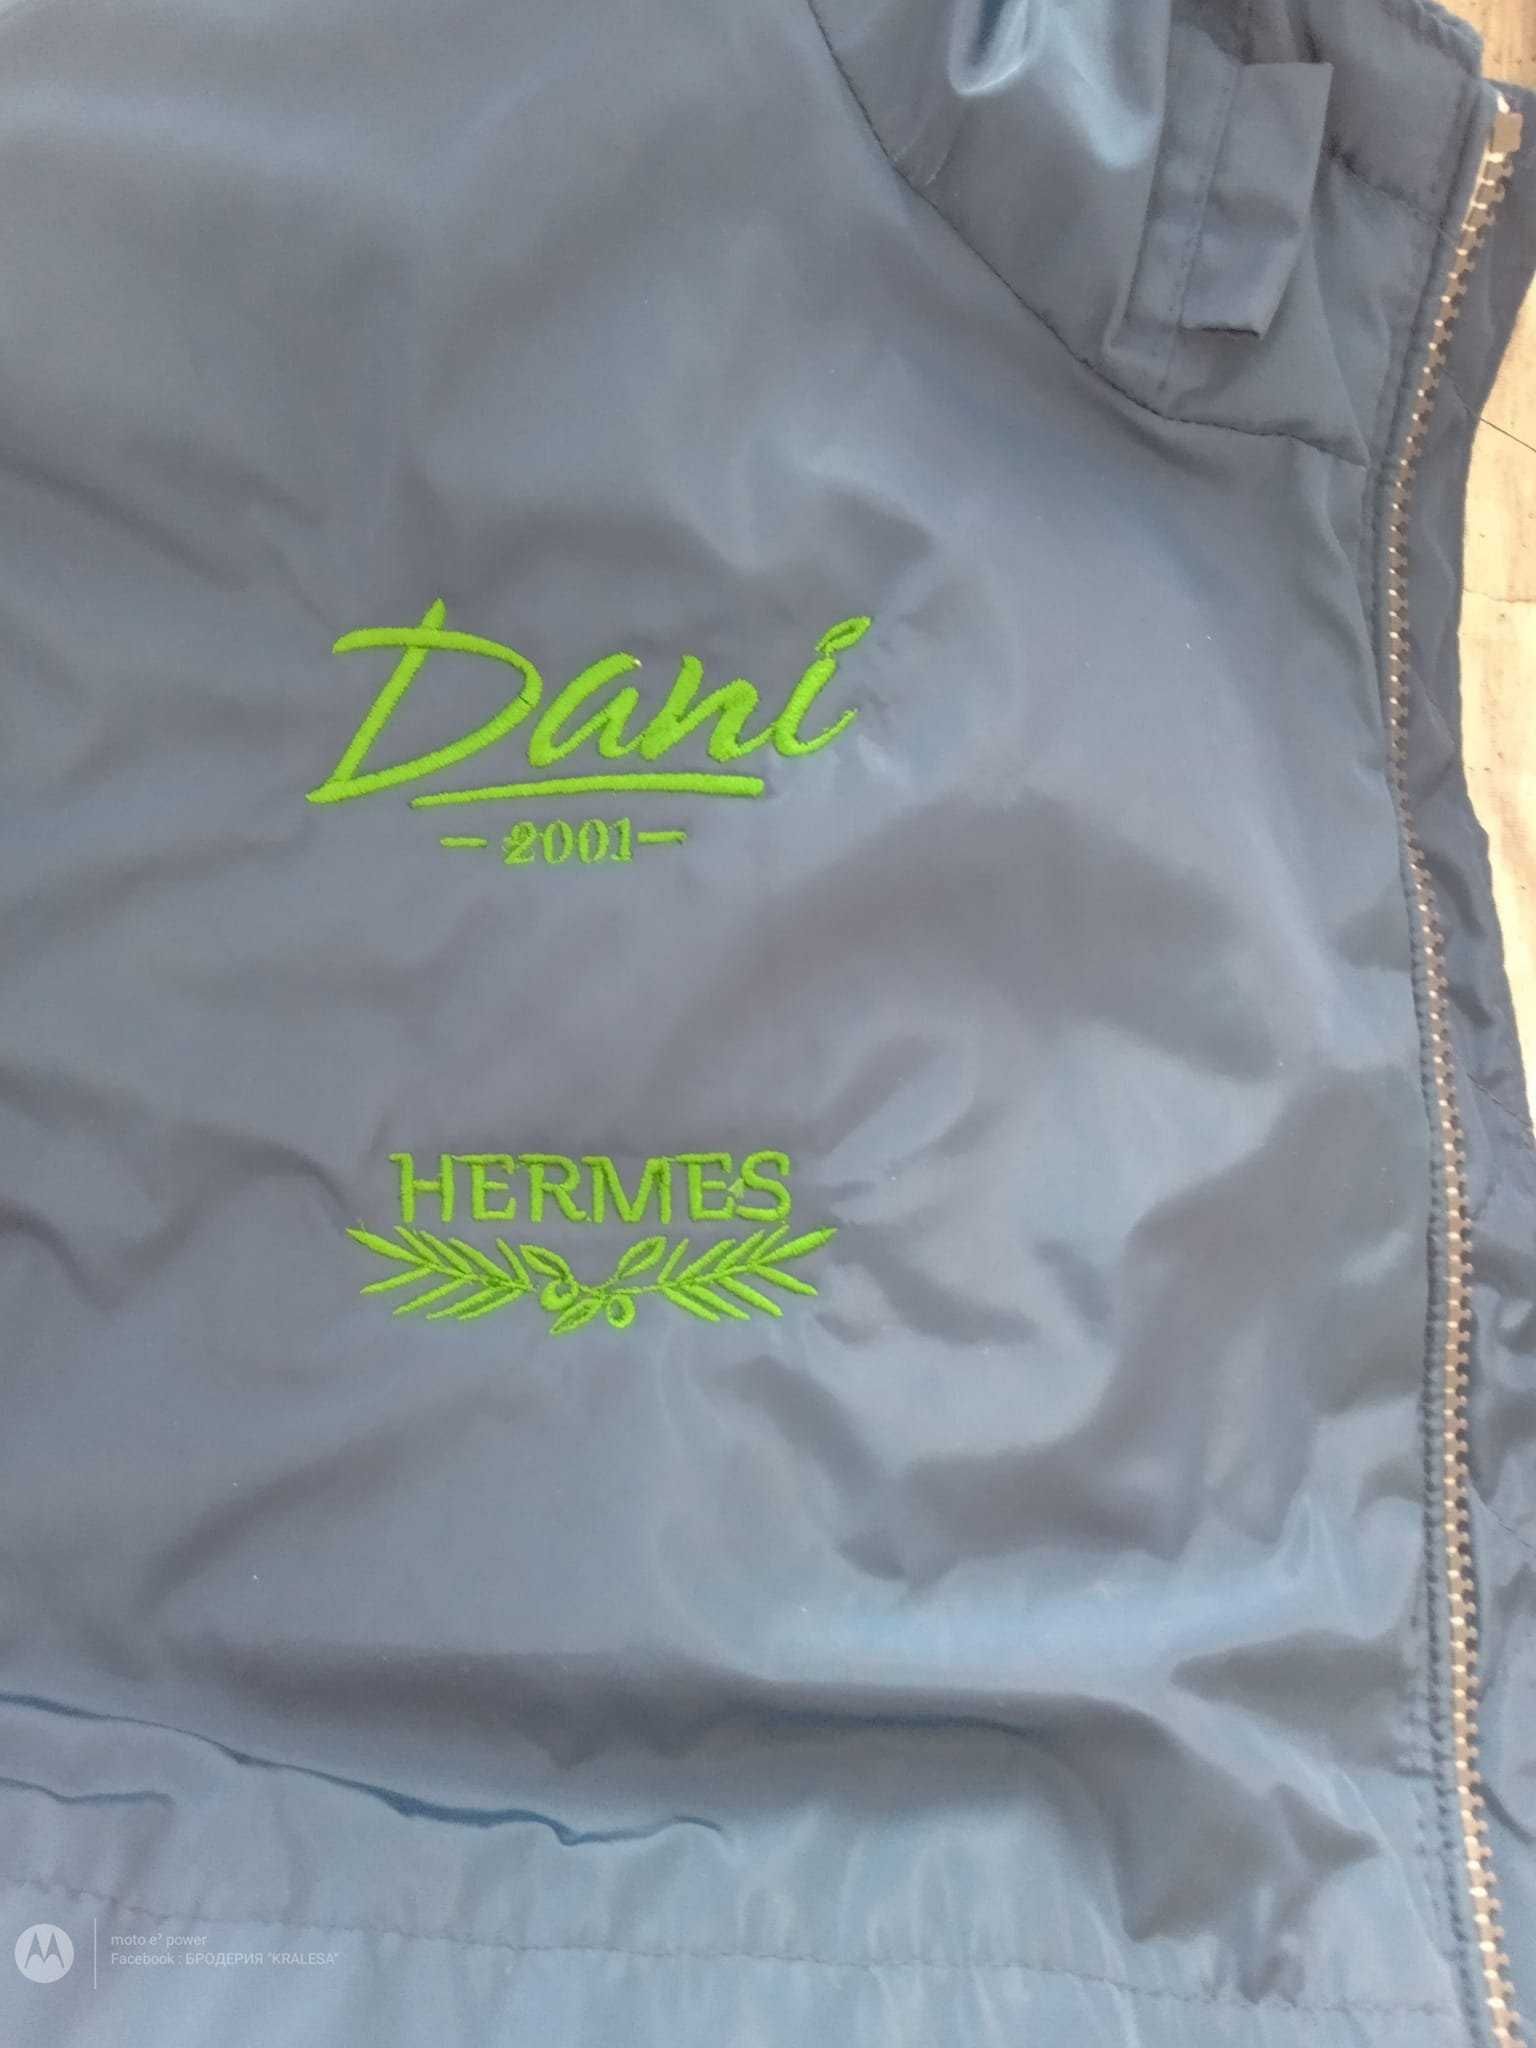 Dani
-2001-
HERMES
moto e⁷ power
Facebook : БРОДЕРИЯ "KRALESA"